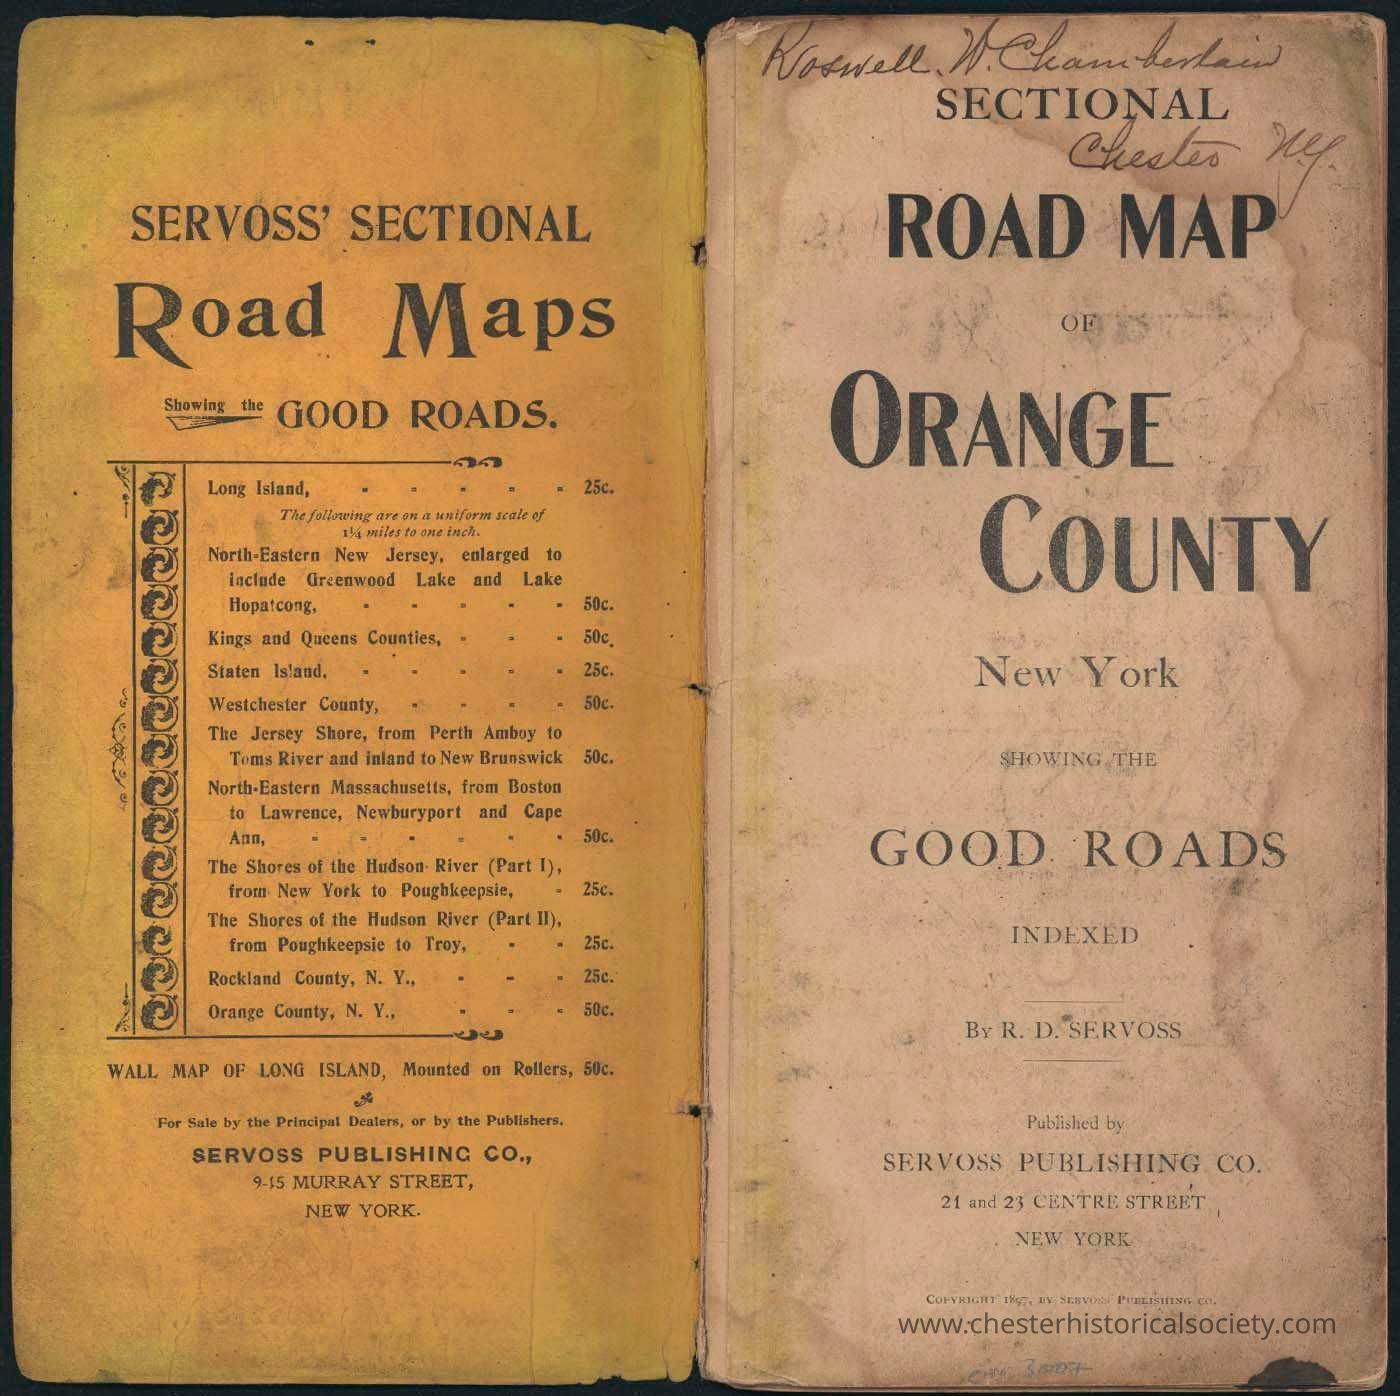 SERVOSS' SECTIONAL
Road Maps
Showing the GOOD ROADS.
Long Island, - - - - - 25c.
The following are on a uniform scale of
1¼ miles to one inch.
North-Eastern New Jersey, enlarged to
include Greenwood Lake and Lake
Hopatcong, - - - - - 50c.
Kings and Queens Counties, - - - 50c.
Staten Island, - - - - - 25c.
Westchester County, - - - - 50c.
The Jersey Shore, from Perth Amboy to
Toms River and inland to New Brunswick 50c.
North-Eastern Massachusetts, from Boston
to Lawrence, Newburyport and Cape
Ann, - - - - - - 50c.
The Shores of the Hudson River (Part I),
from New York to Poughkeepsie, - 25c.
The Shores of the Hudson River (Part II),
from Poughkeepsie to Troy, - - 25c.
Rockland County, N. Y., - - - 25c.
Orange County, N. Y., - - - 50c.
WALL MAP OF LONG ISLAND, Mounted on Rollers, 50c.
For Sale by the Principal Dealers, or by the Publishers.
SERVOSS PUBLISHING CO.,
9-15 MURRAY STREET,
NEW YORK.
Roswell. W. Chamberlain
SECTIONAL
Chester N.Y.
ROAD MAP
OF
ORANGE
COUNTY
New York
SHOWING THE
GOOD ROADS
INDEXED
BY R. D. SERVOSS
Published by
SERVOSS PUBLISHING CO.
21 and 23 CENTRE STREET
NEW YORK
COPYRIGHT 1897, BY SERVOSS PUBLISHING CO.
www.chesterhistoricalsociety.com